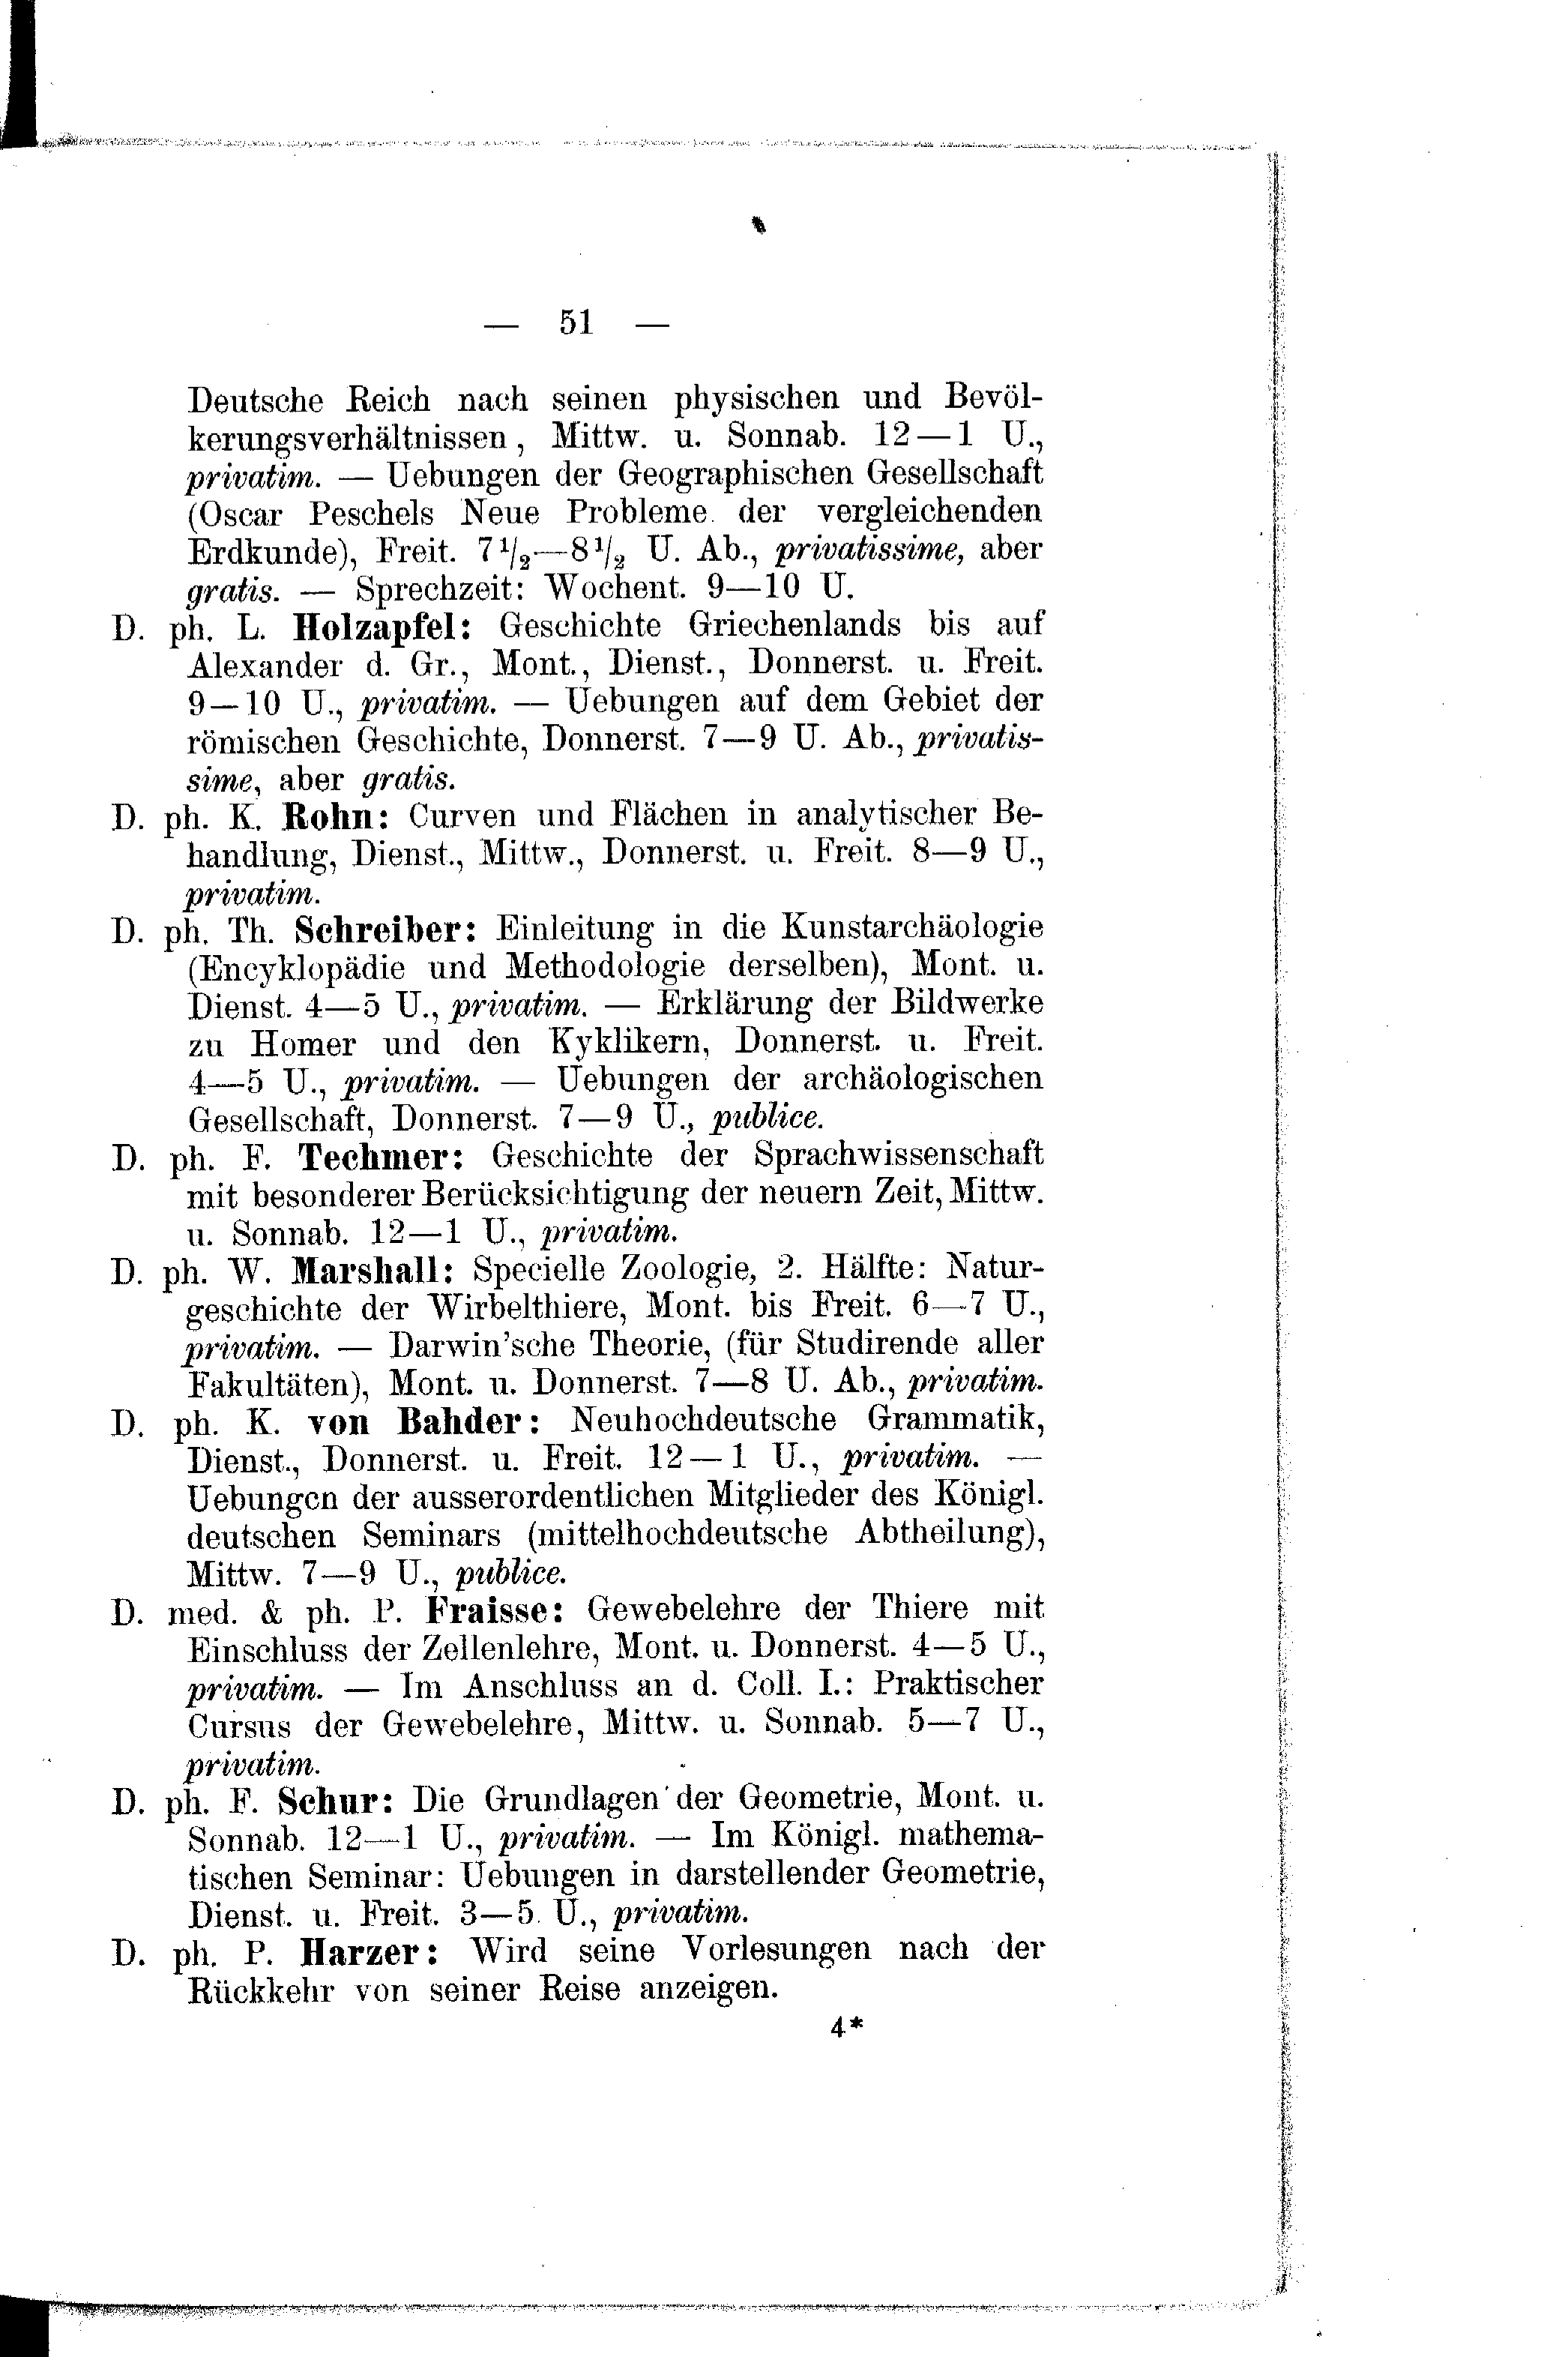 — 51 —
Deutsche Reich nach seinen physischen und Bevöl-
kerungsverhältnissen, Mittw. u. Sonnab. 12—1 U.,
privatim. — Uebungen der Geographischen Gesellschaft
(Oscar Peschels Neue Probleme der vergleichenden
Erdkunde), Freit. 7 1/2—8 1/2 U. Ab., privatissime, aber
gratis. — Sprechzeit: Wochent. 9—10 U.
D. ph. L. Holzapfel: Geschichte Griechenlands bis auf
Alexander d. Gr., Mont., Dienst., Donnerst. u. Freit.
9—10 U., privatim. — Uebungen auf dem Gebiet der
römischen Geschichte, Donnerst. 7—9 U. Ab., privatis-
sime, aber gratis.
D. ph. K. Rohn: Curven und Flächen in analytischer Be-
handlung, Dienst., Mittw., Donnerst. u. Freit. 8—9 U.,
privatim.
D. ph. Th. Schreiber: Einleitung in die Kunstarchäologie
(Encyklopädie und Methodologie derselben), Mont. u.
Dienst. 4—5 U., privatim. — Erklärung der Bildwerke
zu Homer und den Kyklikern, Donnerst. u. Freit.
4—5 U., privatim. — Uebungen der archäologischen
Gesellschaft, Donnerst. 7—9 U., publice.
D. ph. F. Techmer: Geschichte der Sprachwissenschaft
mit besonderer Berücksichtigung der neuern Zeit, Mittw.
u. Sonnab. 12—1 U., privatim.
D. ph. W. Marshall: Specielle Zoologie, 2. Hälfte: Natur-
geschichte der Wirbelthiere, Mont. bis Freit. 6—7 U.,
privatim. — Darwin'sche Theorie, (für Studirende aller
Fakultäten), Mont. u. Donnerst. 7—8 U. Ab., privatim.
D. ph. K. von Bahder: Neuhochdeutsche Grammatik,
Dienst., Donnerst. u. Freit. 12—1 U., privatim. —
Uebungen der ausserordentlichen Mitglieder des Königl.
deutschen Seminars (mittelhochdeutsche Abtheilung),
Mittw. 7—9 U., publice.
D. med. & ph. P. Fraisse: Gewebelehre der Thiere mit
Einschluss der Zellenlehre, Mont. u. Donnerst. 4—5 U.,
privatim. — Im Anschluss an d. Coll. I.: Praktischer
Cursus der Gewebelehre, Mittw. u. Sonnab. 5—7 U.,
privatim.
D. ph. F. Schur: Die Grundlagen der Geometrie, Mont. u.
Sonnab. 12—1 U., privatim. — Im Königl. mathema-
tischen Seminar: Uebungen in darstellender Geometrie,
Dienst. u. Freit. 3—5 U., privatim.
D. ph. P. Harzer: Wird seine Vorlesungen nach der
Rückkehr von seiner Reise anzeigen.
4*